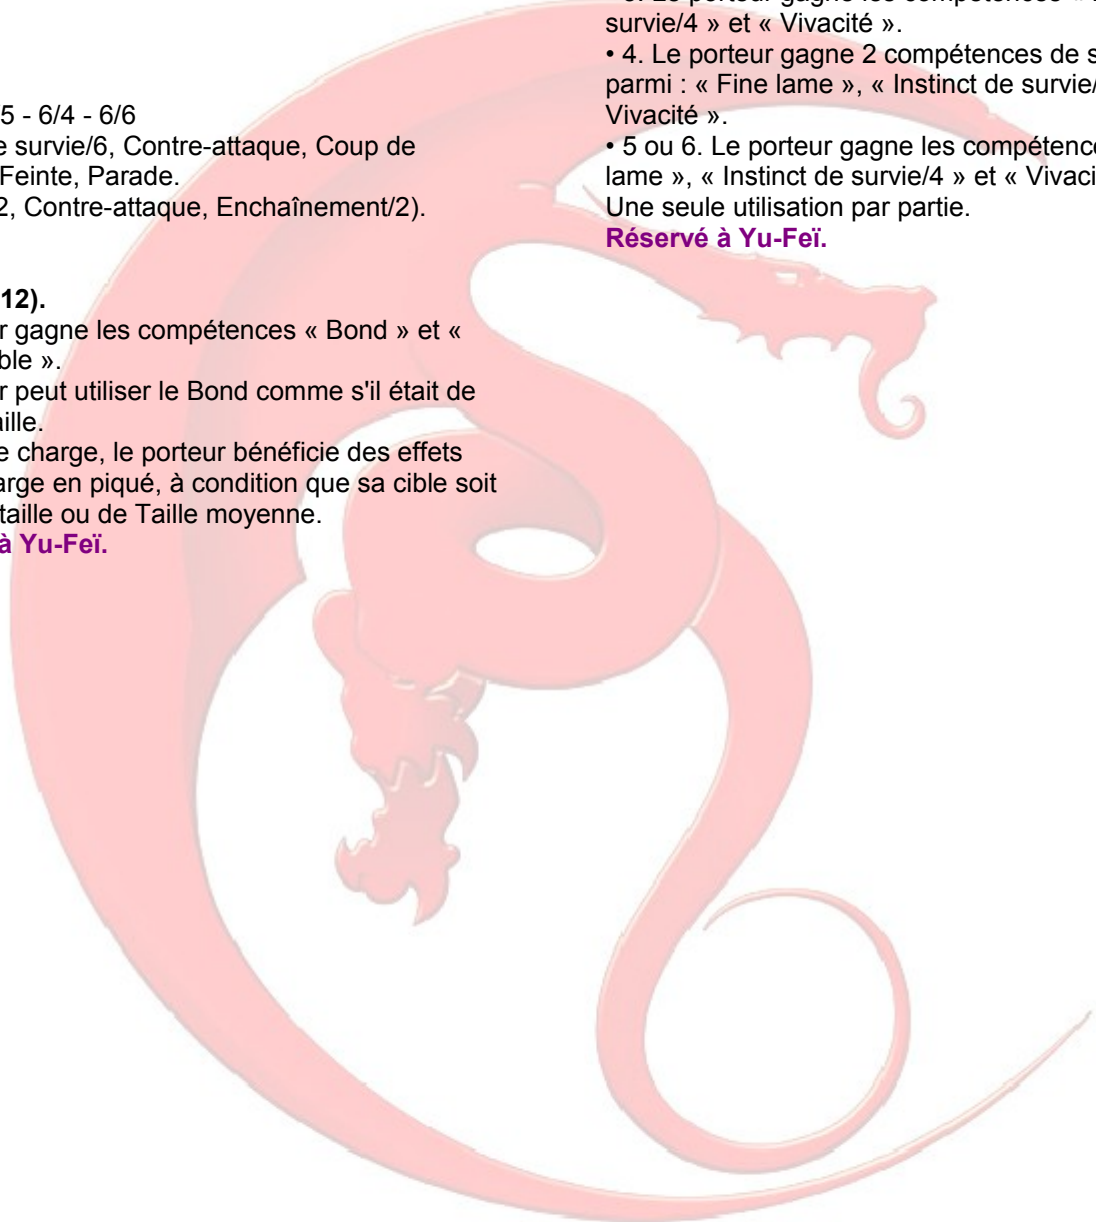 5 - 6/4 - 6/6
e survie/6, Contre-attaque, Coup de
Feinte, Parade.
2, Contre-attaque, Enchaînement/2).
12).
r gagne les compétences « Bond » et «
ble ».
r peut utiliser le Bond comme s'il était de
aille.
e charge, le porteur bénéficie des effets
arge en piqué, à condition que sa cible soit
taille ou de Taille moyenne.
à Yu-Feï.
survie/4 » et « Vivacité ».
• 4. Le porteur gagne 2 compétences de s
parmi : « Fine lame », « Instinct de survie/
Vivacité ».
• 5 ou 6. Le porteur gagne les compétence
lame », « Instinct de survie/4 » et « Vivaci
Une seule utilisation par partie.
Réservé à Yu-Feï.